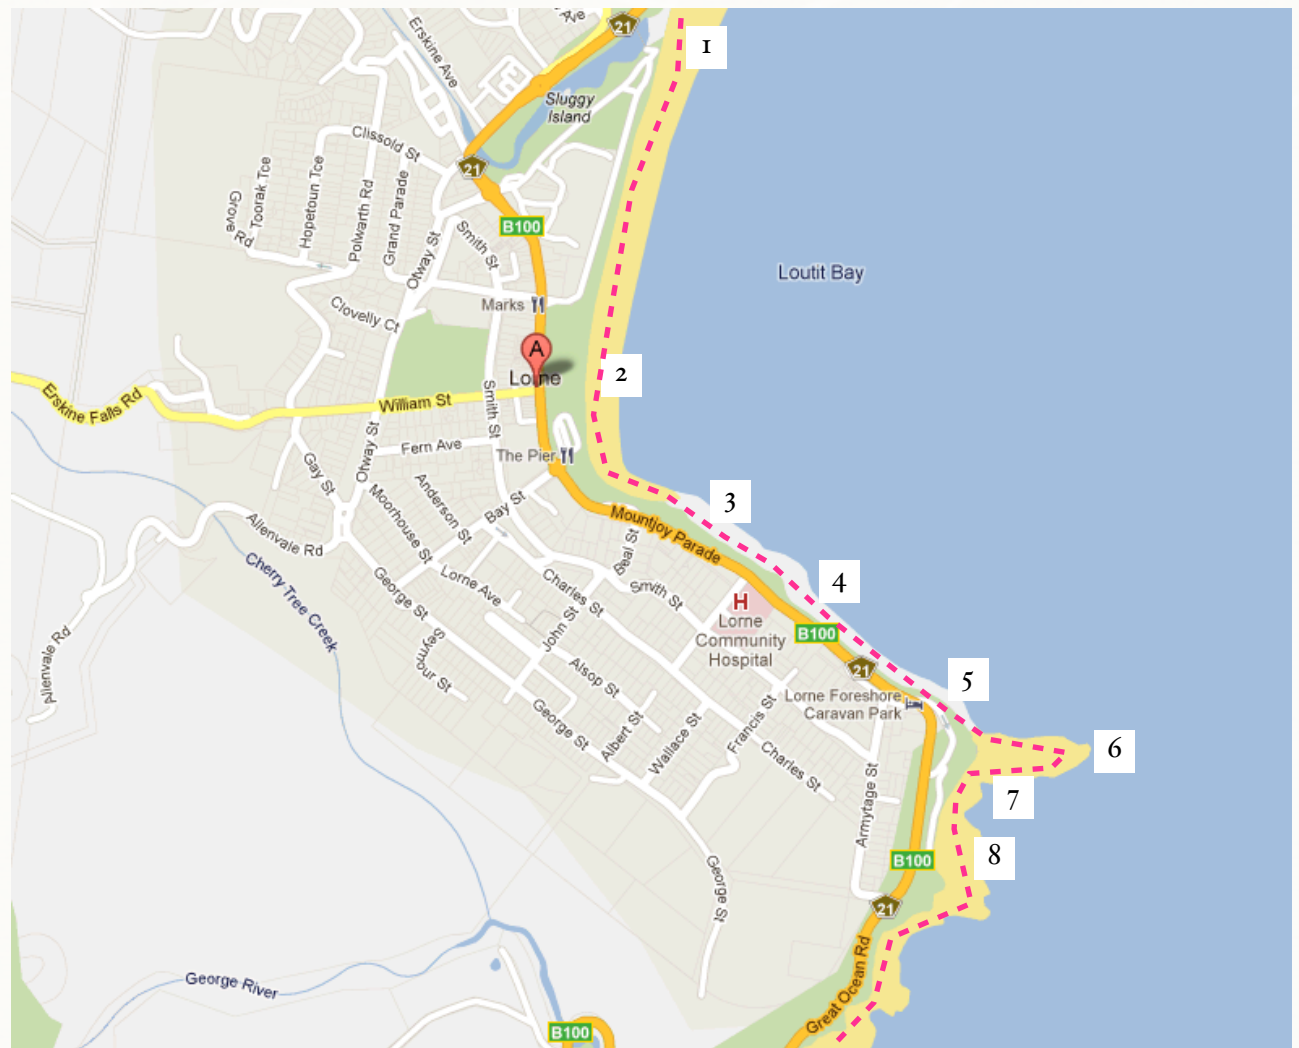 Ave
21
1
Erskine Ave
Sluggy
Island
Clissold St
21
Toorak Tce
Hopetoun Tce
Polwarth Rd
Grand Parade
Grove
Rd
B100
Otway St
Smith St
Loutit Bay
Marks
Clovelly Ct
A
Lorne
2
Erskine Falls Rd
William St
Smith St
Otway St
Fern Ave
The Pier
Gay St
Moorhouse St
Anderson St
Bay St
3
Mountjoy Parade
Allenvale Rd
Beal St
Cherry Tree Creek
George St
Lorne Ave
Charles St
Smith St
4
H
Lorne
Community
Hospital
B100
John St
Seymour St
Alsop St
21
5
Allenvale Rd
Lorne Foreshore
Caravan Park
George St
Albert St
Wallace St
Francis St
Charles St
6
Armytage St
7
8
B100
George St
21
George River
Great Ocean Rd
B100